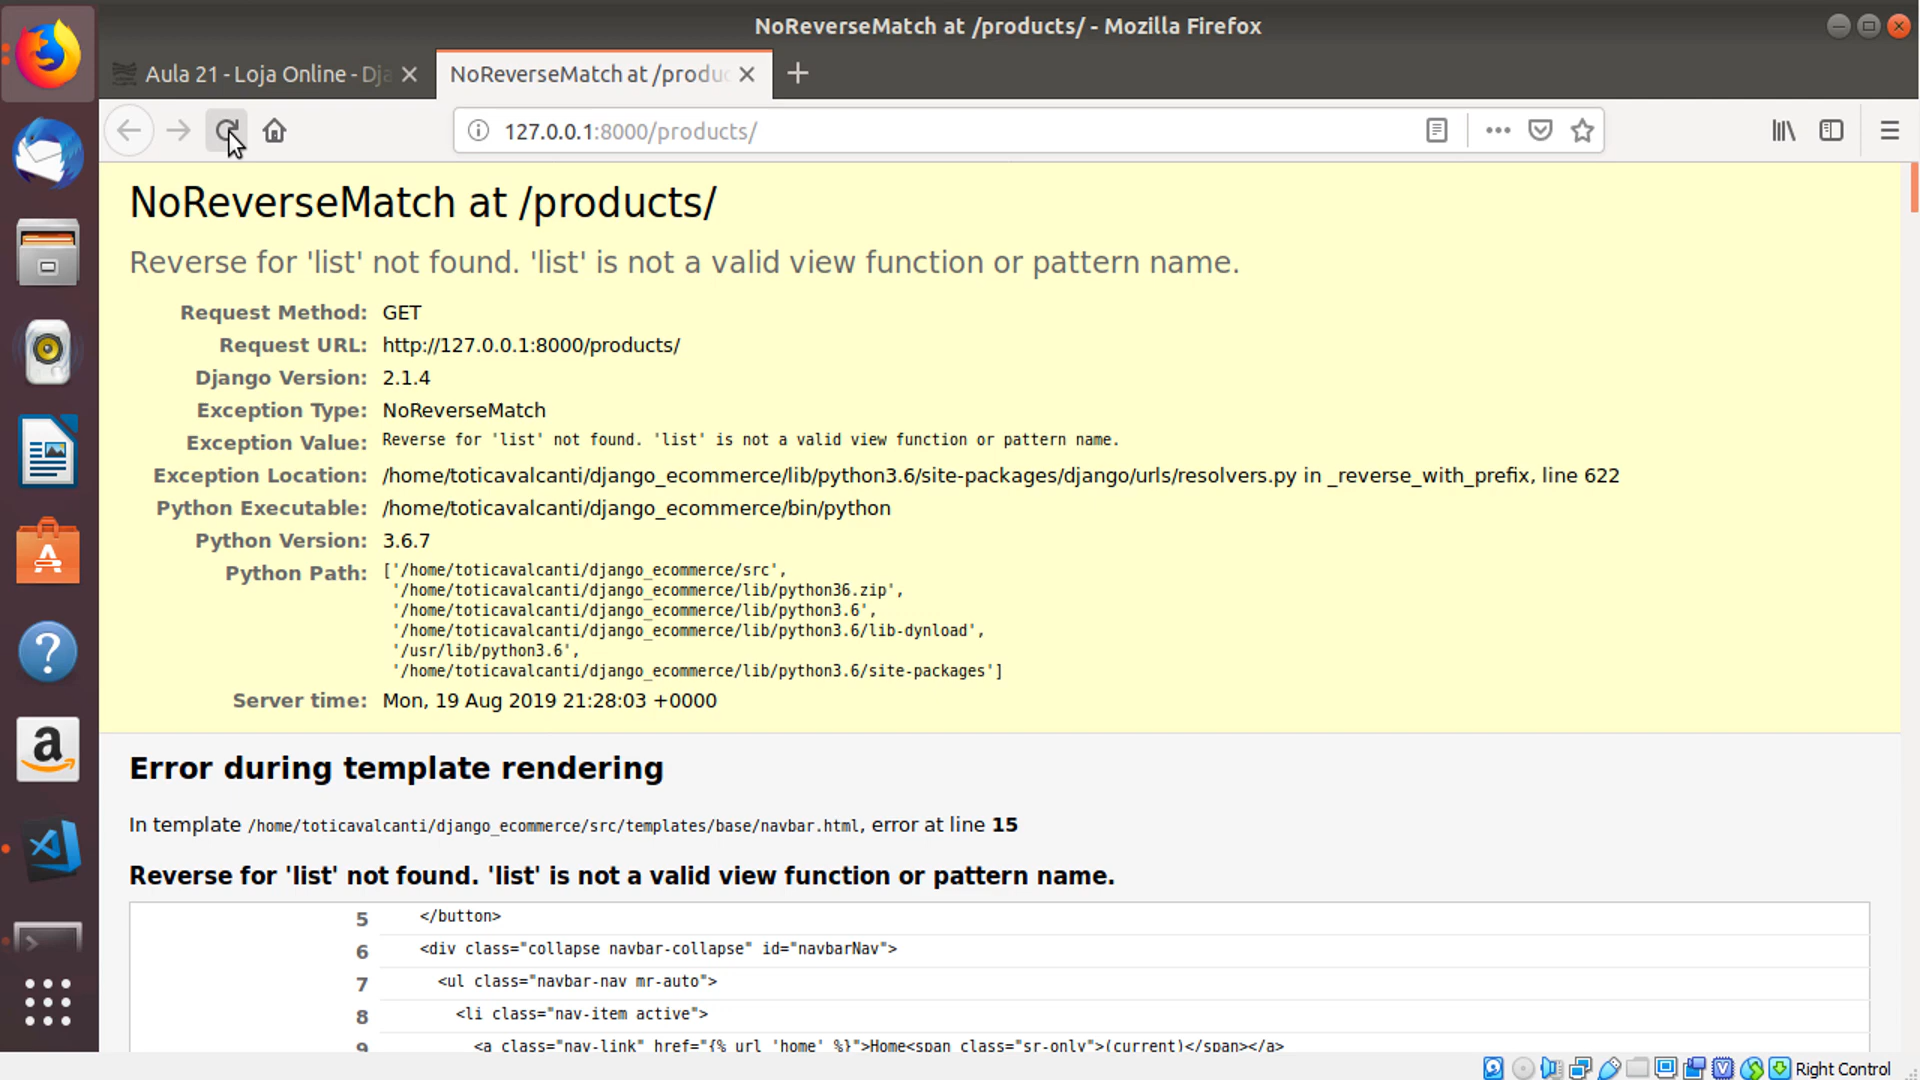 NoReverseMatch at /products/ - Mozilla Firefox
Aula 21 - Loja Online - Dja
NoReverseMatch at /produc
127.0.0.1:8000/products/
NoReverseMatch at /products/
Reverse for 'list' not found. 'list' is not a valid view function or pattern name.
Request Method: GET
Request URL: http://127.0.0.1:8000/products/
Django Version: 2.1.4
Exception Type: NoReverseMatch
Exception Value: Reverse for 'list' not found. 'list' is not a valid view function or pattern name.
Exception Location: /home/toticavalcanti/django_ecommerce/lib/python3.6/site-packages/django/urls/resolvers.py in _reverse_with_prefix, line 622
Python Executable: /home/toticavalcanti/django_ecommerce/bin/python
Python Version: 3.6.7
Python Path: ['/home/toticavalcanti/django_ecommerce/src',
'/home/toticavalcanti/django_ecommerce/lib/python36.zip',
'/home/toticavalcanti/django_ecommerce/lib/python3.6',
'/home/toticavalcanti/django_ecommerce/lib/python3.6/lib-dynload',
'/usr/lib/python3.6',
'/home/toticavalcanti/django_ecommerce/lib/python3.6/site-packages']
Server time: Mon, 19 Aug 2019 21:28:03 +0000
Error during template rendering
In template /home/toticavalcanti/django_ecommerce/src/templates/base/navbar.html, error at line 15
Reverse for 'list' not found. 'list' is not a valid view function or pattern name.
5 </button>
6 <div class="collapse navbar-collapse" id="navbarNav">
7 <ul class="navbar-nav mr-auto">
8 <li class="nav-item active">
9 <a class="nav-link" href="{% url 'home' %}">Home<span class="sr-only">(current)</span></a>
Right Control